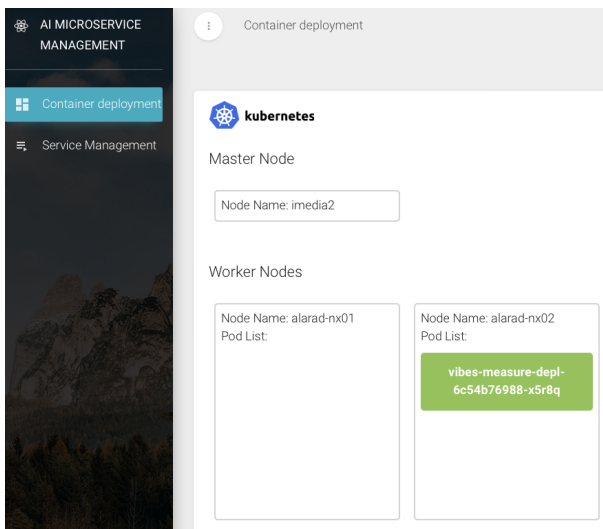 AI MICROSERVICE
MANAGEMENT
Container deployment
Service Management
Container deployment
kubernetes
Master Node
Node Name: imedia2
Worker Nodes
Node Name: alarad-nx01
Pod List:
Node Name: alarad-nx02
Pod List:
vibes-measure-depl-
6c54b76988-x5r8q